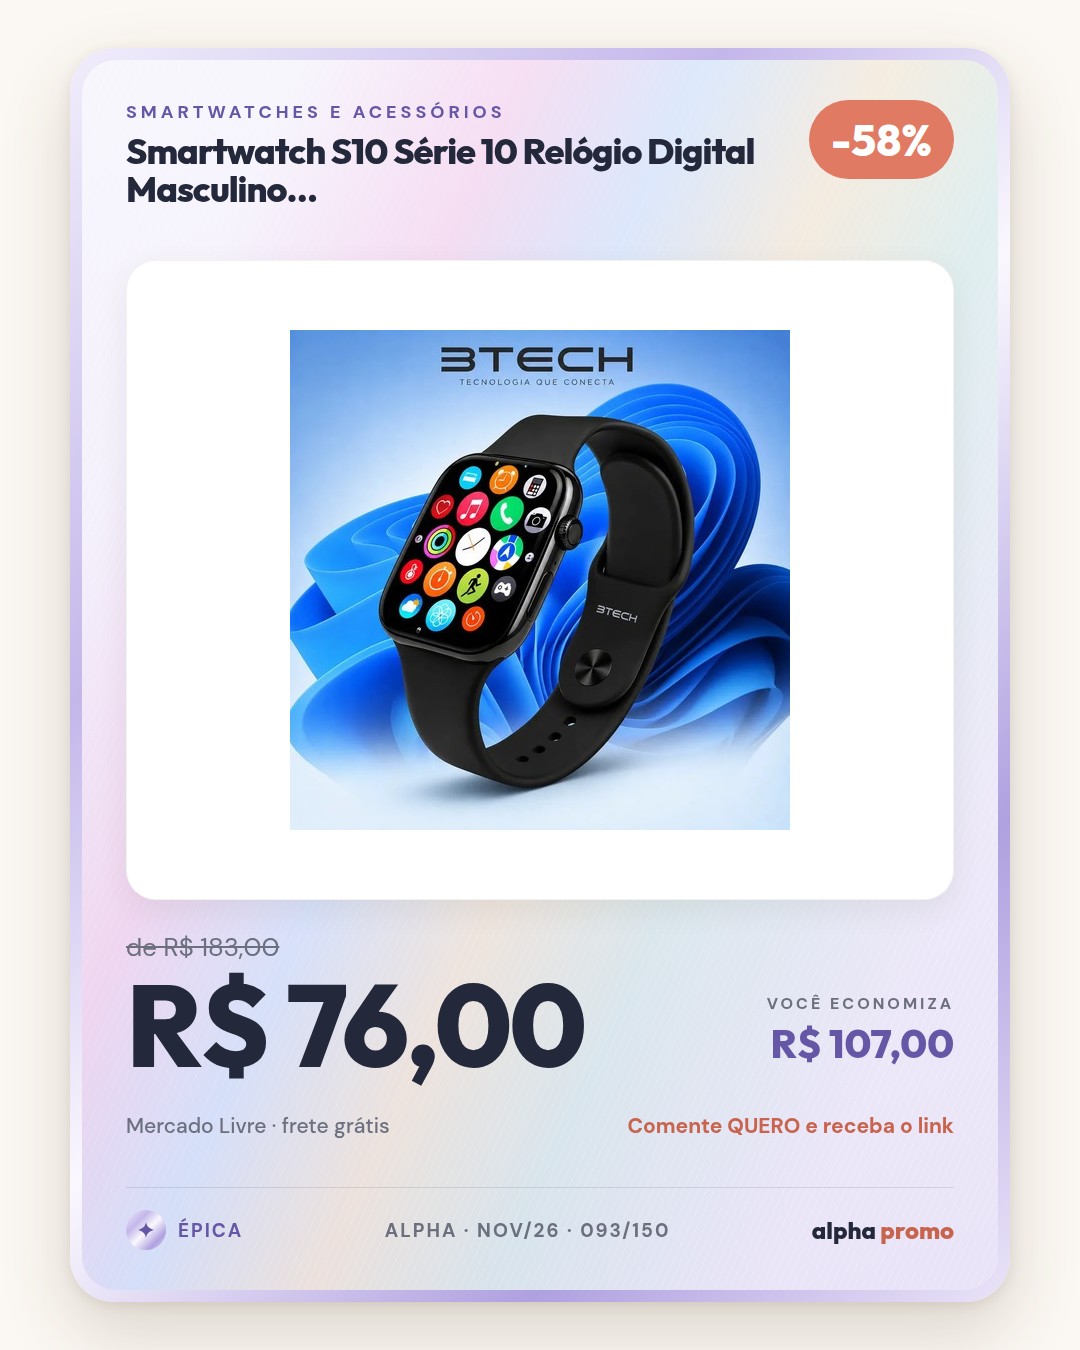 SMARTWATCHES E ACESSÓRIOS
Smartwatch S10 Série 10 Relógio Digital
Masculino...
-58%
3TECH
TECNOLOGIA QUE CONECTA
3TECH
de R$ 183,00
R$ 76,00
VOCÊ ECONOMIZA
R$ 107,00
Mercado Livre · frete grátis
Comente QUERO e receba o link
ÉPICA
ALPHA · NOV/26 · 093/150
alpha promo